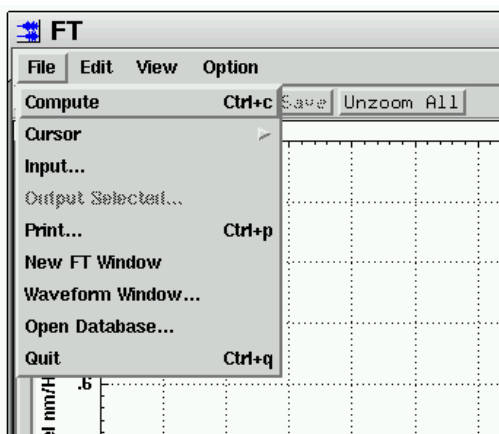 FT
File Edit View Option
Compute Ctrl+c Save Unzoom All
Cursor
Input...
Output Selected...
Print... Ctrl+p
New FT Window
Waveform Window...
Open Database...
Quit Ctrl+q
.6